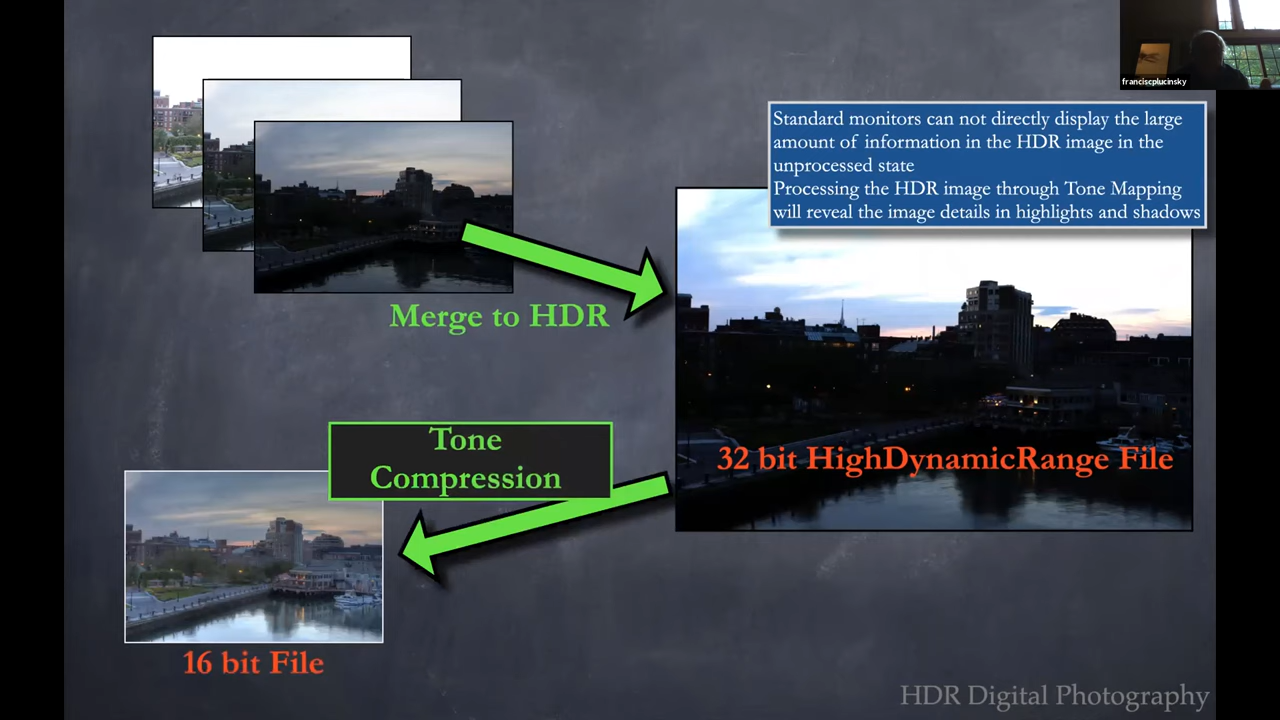 franciscplucinsky
Standard monitors can not directly display the large
amount of information in the HDR image in the
unprocessed state
Processing the HDR image through Tone Mapping
will reveal the image details in highlights and shadows
Merge to HDR
32 bit HighDynamicRange File
Tone
Compression
16 bit File
HDR Digital Photography